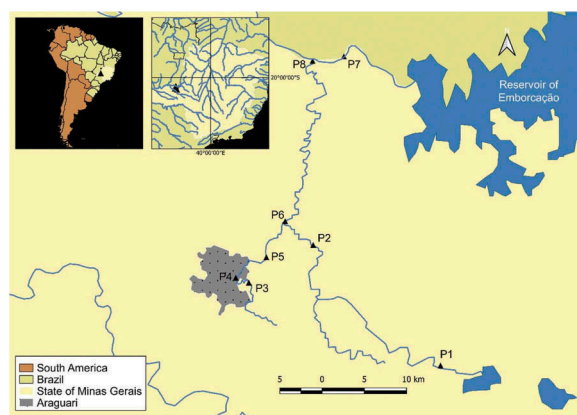 20°00'00"S
40°00'00"E
Reservoir of
Emborcação
P8
P7
P6
P2
P5
P4
P3
P1
South America
Brazil
State of Minas Gerais
Araguari
5 0 5 10 km